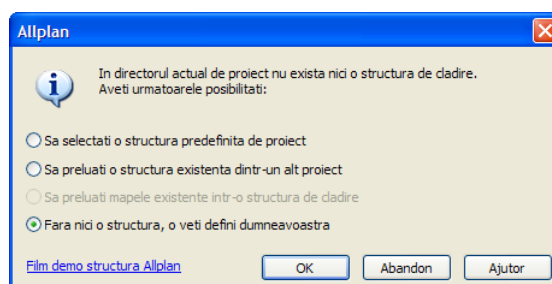 Allplan
In directorul actual de proiect nu exista nici o structura de cladire.
Aveti urmatoarele posibilitati:
Sa selectati o structura predefinita de proiect
Sa preluati o structura existenta dintr-un alt proiect
Sa preluati mapele existente intr-o structura de cladire
Fara nici o structura, o veti defini dumneavoastra
Film demo structura Allplan
OK
Abandon
Ajutor